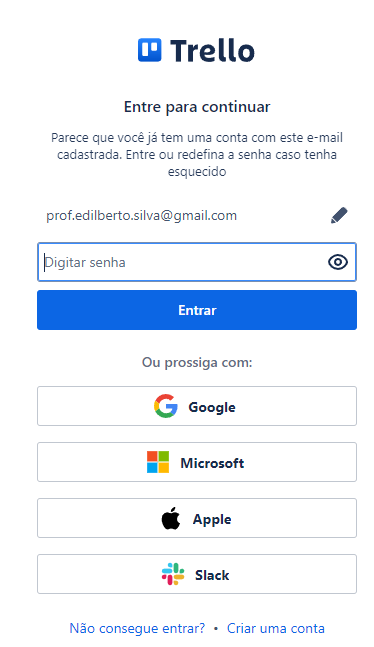 Trello
Entre para continuar
Parece que você já tem uma conta com este e-mail
cadastrada. Entre ou redefina a senha caso tenha
esquecido
prof.edilberto.silva@gmail.com
Digitar senha
Entrar
Ou prossiga com:
Google
Microsoft
Apple
Slack
Não consegue entrar? • Criar uma conta